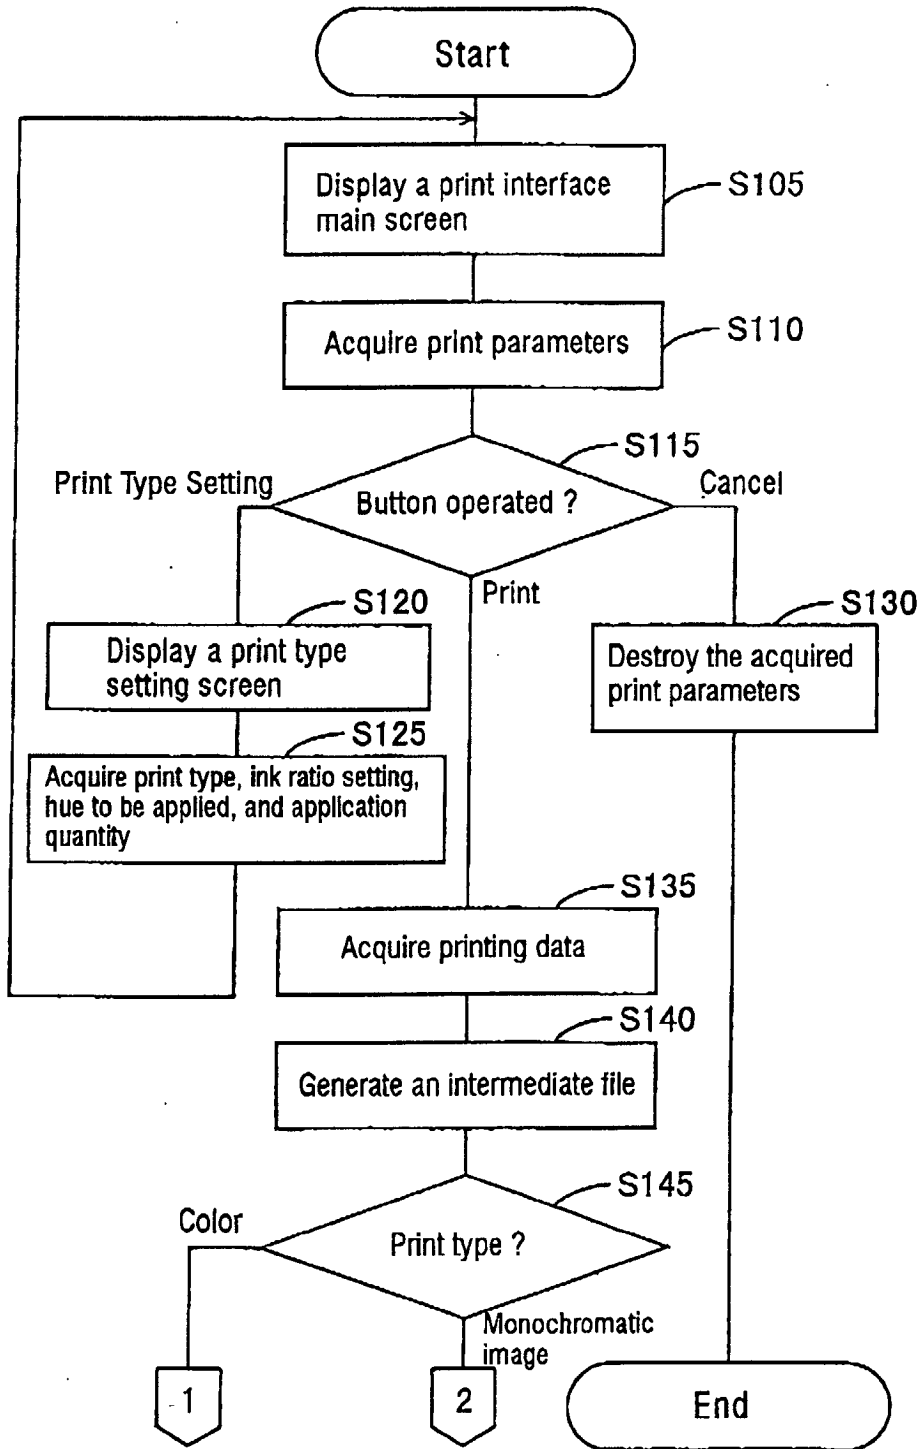 Start
Display a print interface
main screen
S105
Acquire print parameters
S110
S115
Print Type Setting
Button operated ?
Cancel
Print
S120
Display a print type
setting screen
S130
Destroy the acquired
print parameters
S125
Acquire print type, ink ratio setting,
hue to be applied, and application
quantity
S135
Acquire printing data
S140
Generate an intermediate file
S145
Color
Print type ?
Monochromatic
image
1
2
End